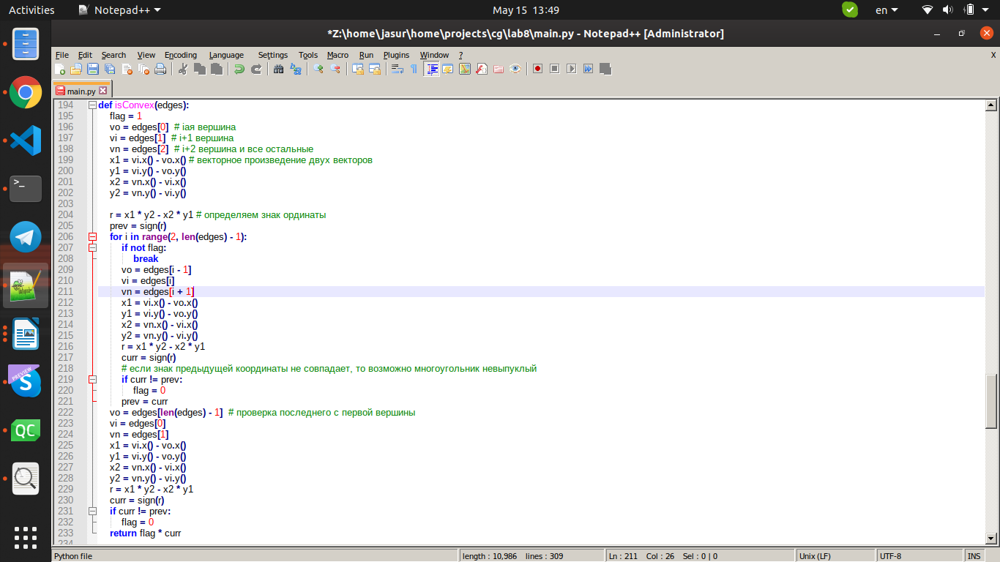 Activities Notepad++ May 15 13:49 en
*Z:\home\jasur\home\projects\cg\lab8\main.py - Notepad++ [Administrator]
File Edit Search View Encoding Language Settings Tools Macro Run Plugins Window ? X
main.py
194 def isConvex(edges):
195 flag = 1
196 vo = edges[0] # iая вершина
197 vi = edges[1] # i+1 вершина
198 vn = edges[2] # i+2 вершина и все остальные
199 x1 = vi.x() - vo.x() # векторное произведение двух векторов
200 y1 = vi.y() - vo.y()
201 x2 = vn.x() - vi.x()
202 y2 = vn.y() - vi.y()
203
204 r = x1 * y2 - x2 * y1 # определяем знак ординаты
205 prev = sign(r)
206 for i in range(2, len(edges) - 1):
207 if not flag:
208 break
209 vo = edges[i - 1]
210 vi = edges[i]
211 vn = edges[i + 1]
212 x1 = vi.x() - vo.x()
213 y1 = vi.y() - vo.y()
214 x2 = vn.x() - vi.x()
215 y2 = vn.y() - vi.y()
216 r = x1 * y2 - x2 * y1
217 curr = sign(r)
218 # если знак предыдущей координаты не совпадает, то возможно многоугольник невыпуклый
219 if curr != prev:
220 flag = 0
221 prev = curr
222 vo = edges[len(edges) - 1] # проверка последнего с первой вершины
223 vi = edges[0]
224 vn = edges[1]
225 x1 = vi.x() - vo.x()
226 y1 = vi.y() - vo.y()
227 x2 = vn.x() - vi.x()
228 y2 = vn.y() - vi.y()
229 r = x1 * y2 - x2 * y1
230 curr = sign(r)
231 if curr != prev:
232 flag = 0
233 return flag * curr
234
Python file length : 10,986 lines : 309 Ln : 211 Col : 26 Sel : 0 | 0 Unix (LF) UTF-8 INS
PREVIEW
S
QC